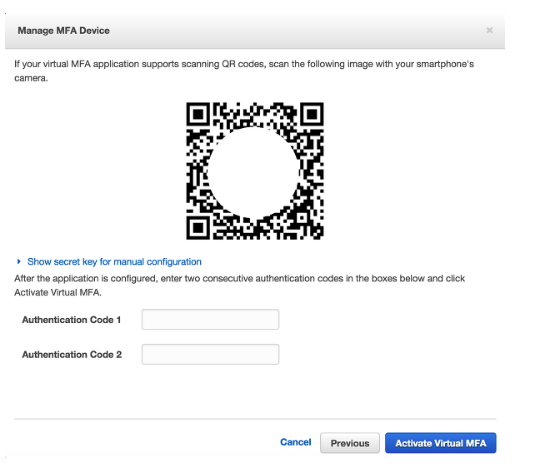 Manage MFA Device
×
If your virtual MFA application supports scanning QR codes, scan the following image with your smartphone's
camera.
Show secret key for manual configuration
After the application is configured, enter two consecutive authentication codes in the boxes below and click
Activate Virtual MFA.
Authentication Code 1
Authentication Code 2
Cancel Previous Activate Virtual MFA